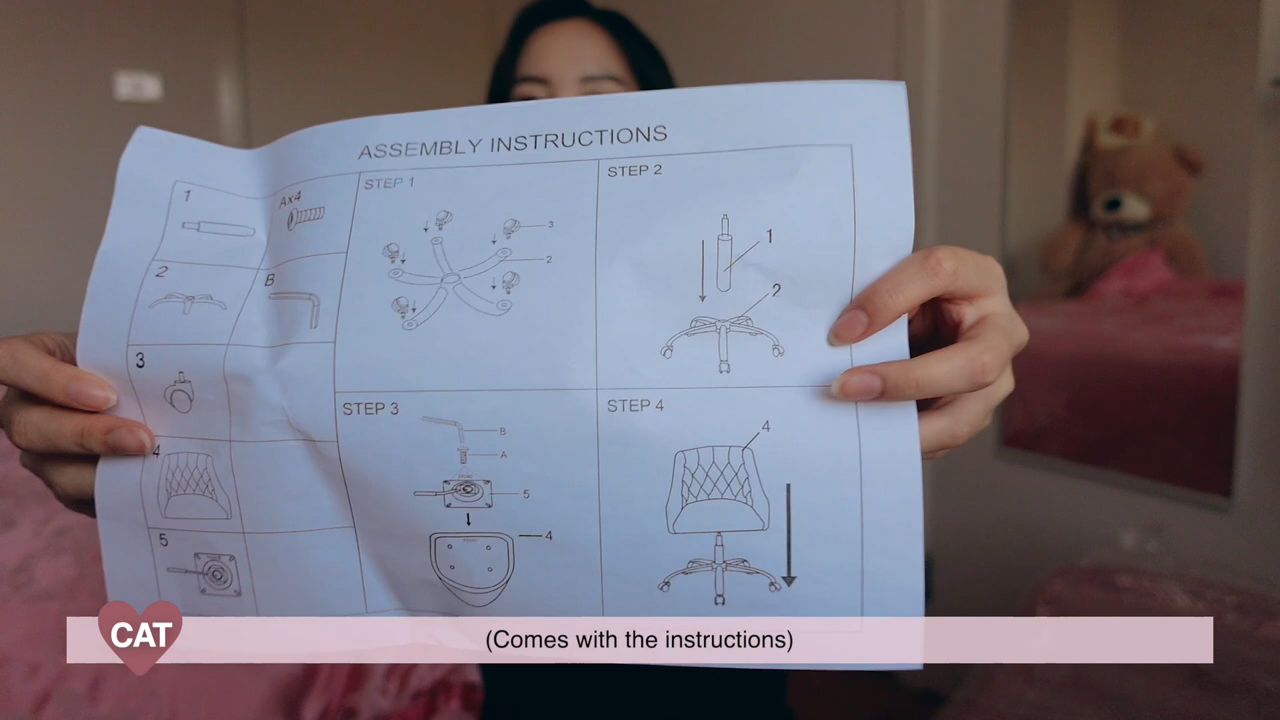 ASSEMBLY INSTRUCTIONS
1
Ax4
2
B
3
4
5
STEP 1
3
2
STEP 2
1
2
STEP 3
B
A
5
4
STEP 4
4
CAT
(Comes with the instructions)